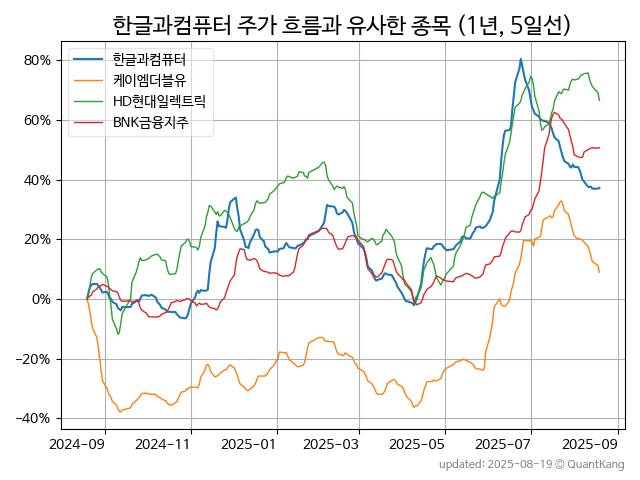 한글과컴퓨터 주가 흐름과 유사한 종목 (1년, 5일선)
한글과컴퓨터
케이엠더블유
HD현대일렉트릭
BNK금융지주
80%
60%
40%
20%
0%
−20%
−40%
2024-09 2024-11 2025-01 2025-03 2025-05 2025-07 2025-09
updated: 2025-08-19 © QuantKang